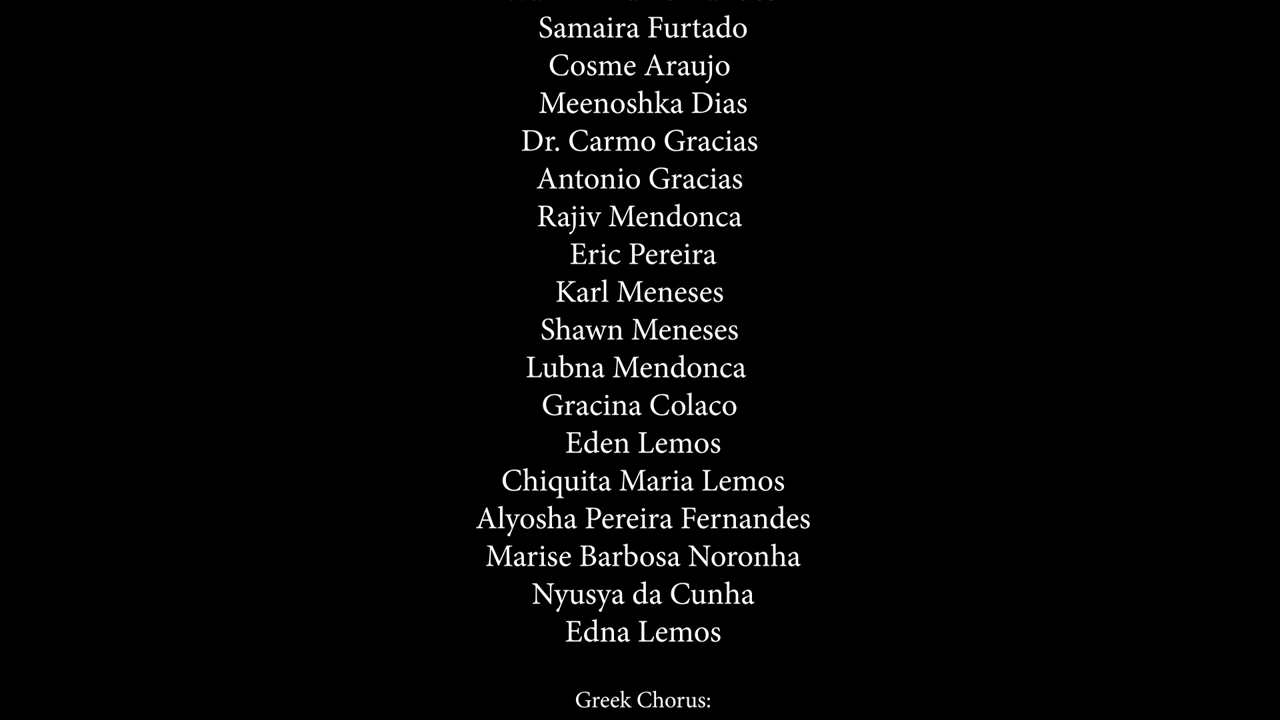 Samaira Furtado
Cosme Araujo
Meenoshka Dias
Dr. Carmo Gracias
Antonio Gracias
Rajiv Mendonca
Eric Pereira
Karl Meneses
Shawn Meneses
Lubna Mendonca
Gracina Colaco
Eden Lemos
Chiquita Maria Lemos
Alyosha Pereira Fernandes
Marise Barbosa Noronha
Nyusya da Cunha
Edna Lemos
Greek Chorus: